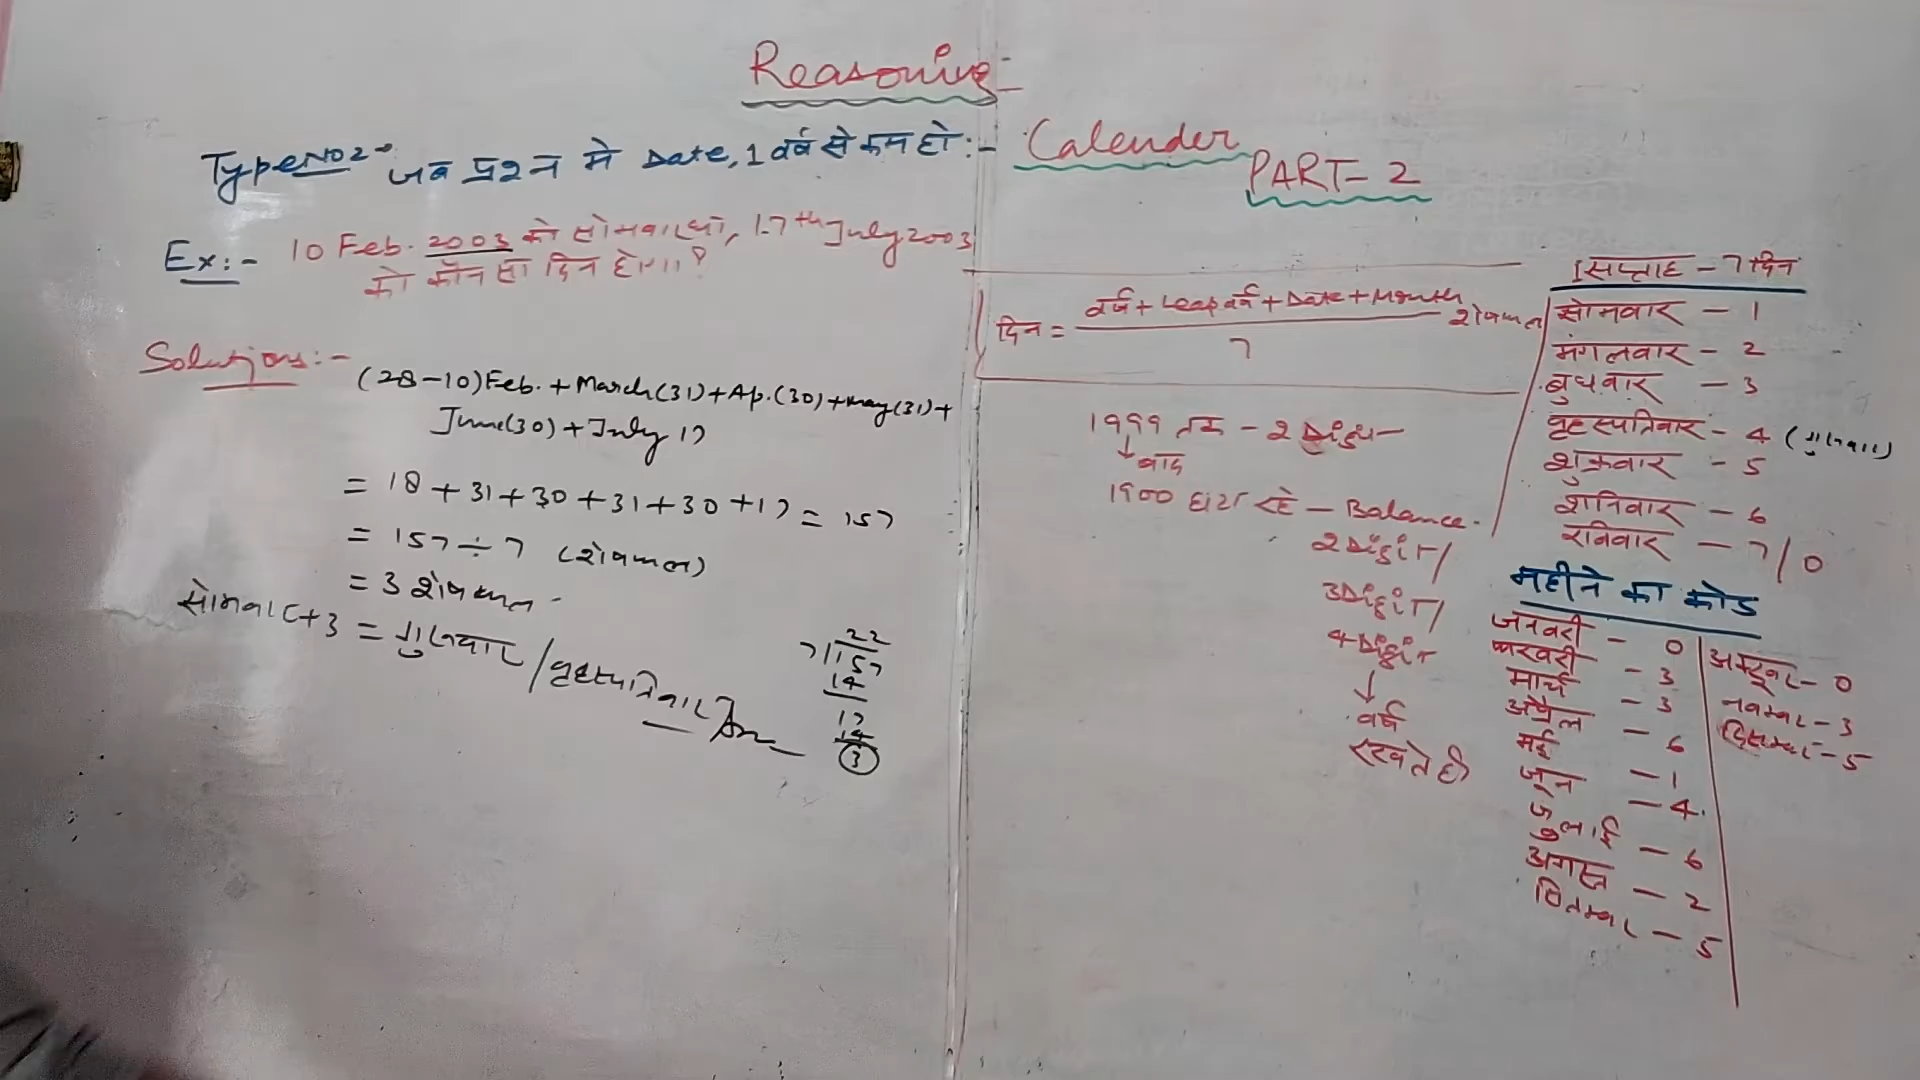 Reasoning:-
Type NO 2- जब प्रश्न मे Date, 1 वर्ष से कम हो:-
Calender
PART- 2
Ex:- 10 Feb. 2003 को सोमवार था, 17th July 2003
को कौन सा दिन होगा?
Solutions:-
(28-10) Feb. + March(31) + Ap.(30) + May(31) +
June(30) + July 17
= 18 + 31 + 30 + 31 + 30 + 17 = 157
= 157 ÷ 7 (शेषफल)
= 3 शेषफल
सोमवार + 3 = गुरुवार / वृहस्पतिवार Ans
22
7 157
14
17
14
3
दिन = वर्ष + Leap वर्ष + Date + Month शेषफल
7
1999 तक - 2 Digit
↓ बाद
1900 घटा रहे - Balance.
2 Digit /
3 Digit /
4 Digit
↓
वर्ष
रखते हो
1 सप्ताह - 7 दिन
सोमवार - 1
मंगलवार - 2
बुधवार - 3
वृहस्पतिवार - 4 (गुरुवार)
शुक्रवार - 5
शनिवार - 6
रविवार - 7/0
महीने का कोड
जनवरी - 0
फरवरी - 3
मार्च - 3
अप्रैल - 6
मई - 1
जून - 4
जुलाई - 6
अगस्त - 2
सितम्बर - 5
अक्टूबर - 0
नवम्बर - 3
दिसम्बर - 5